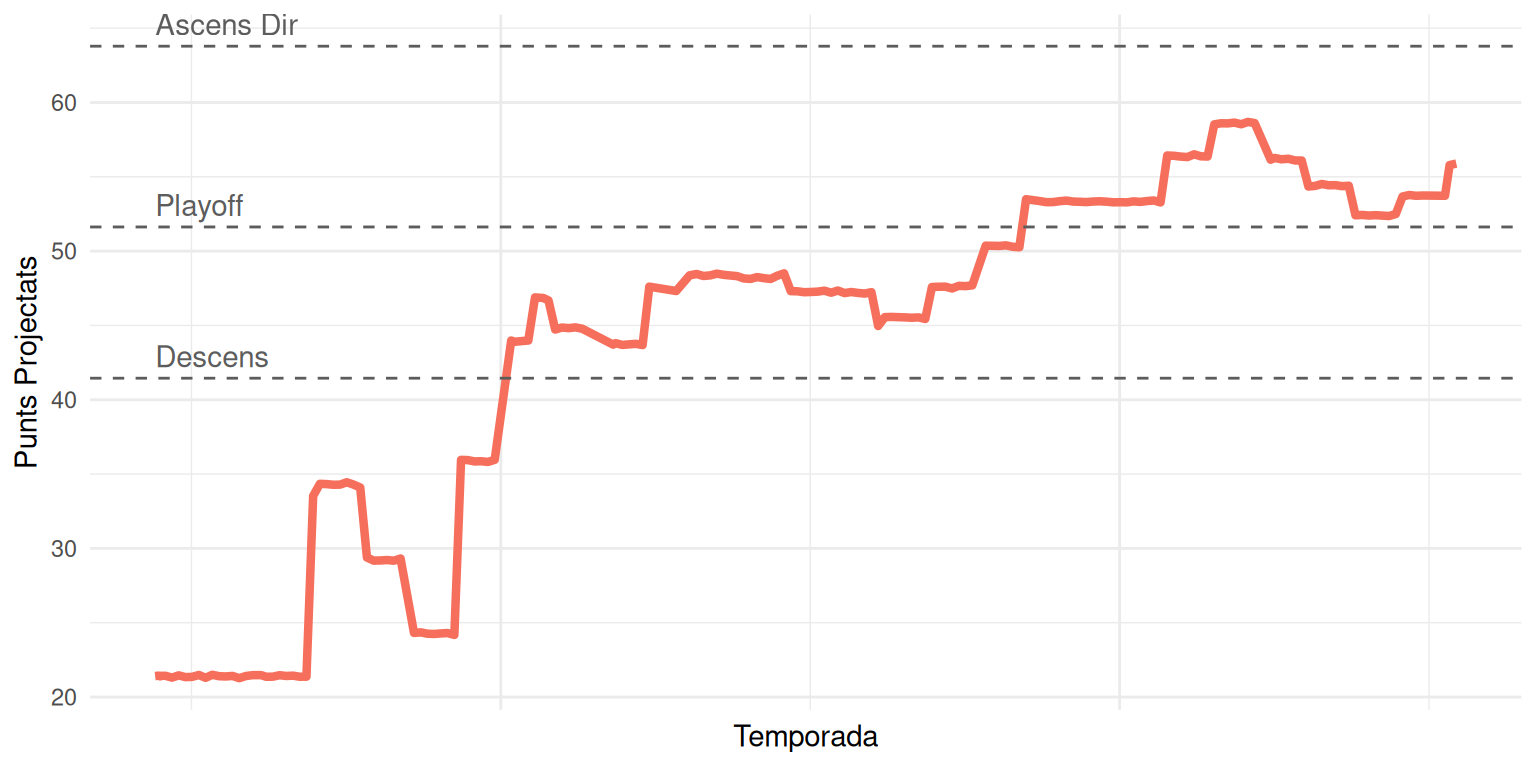 Ascens Dir
60
Playoff
50
Descens
40
30
20
Punts Projectats
Temporada